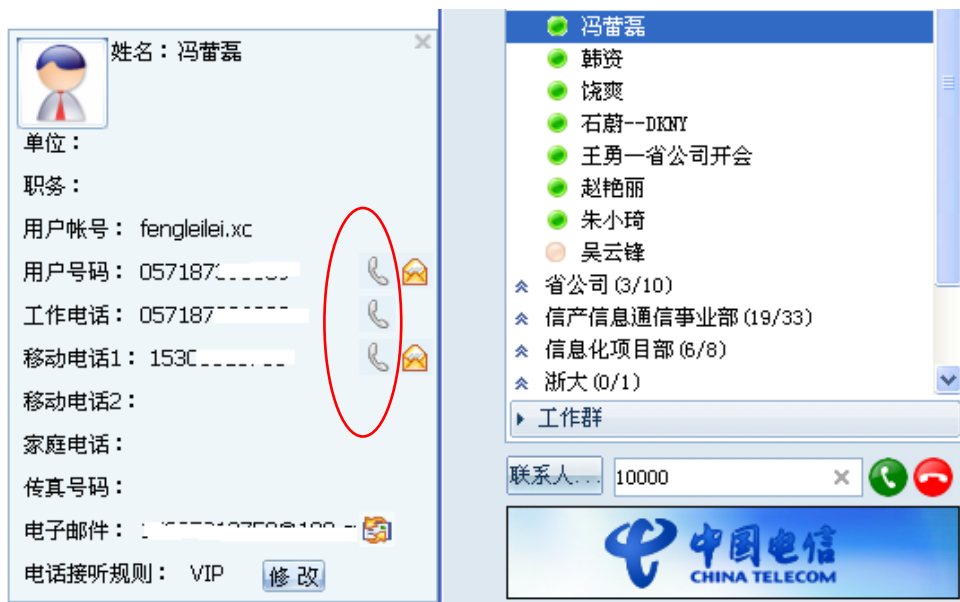 姓名：冯蕾磊
单位：
职务：
用户帐号： fengleilei.xc
用户号码： 057187
工作电话： 057187
移动电话1： 153
移动电话2：
家庭电话：
传真号码：
电子邮件：
电话接听规则： VIP 修 改
冯蕾磊
韩资
饶爽
石蔚--DKNY
王勇—省公司开会
赵艳丽
朱小琦
吴云锋
省公司(3/10)
信产信息通信事业部(19/33)
信息化项目部(6/8)
浙大(0/1)
工作群
联系人... 10000
中国电信
CHINA TELECOM